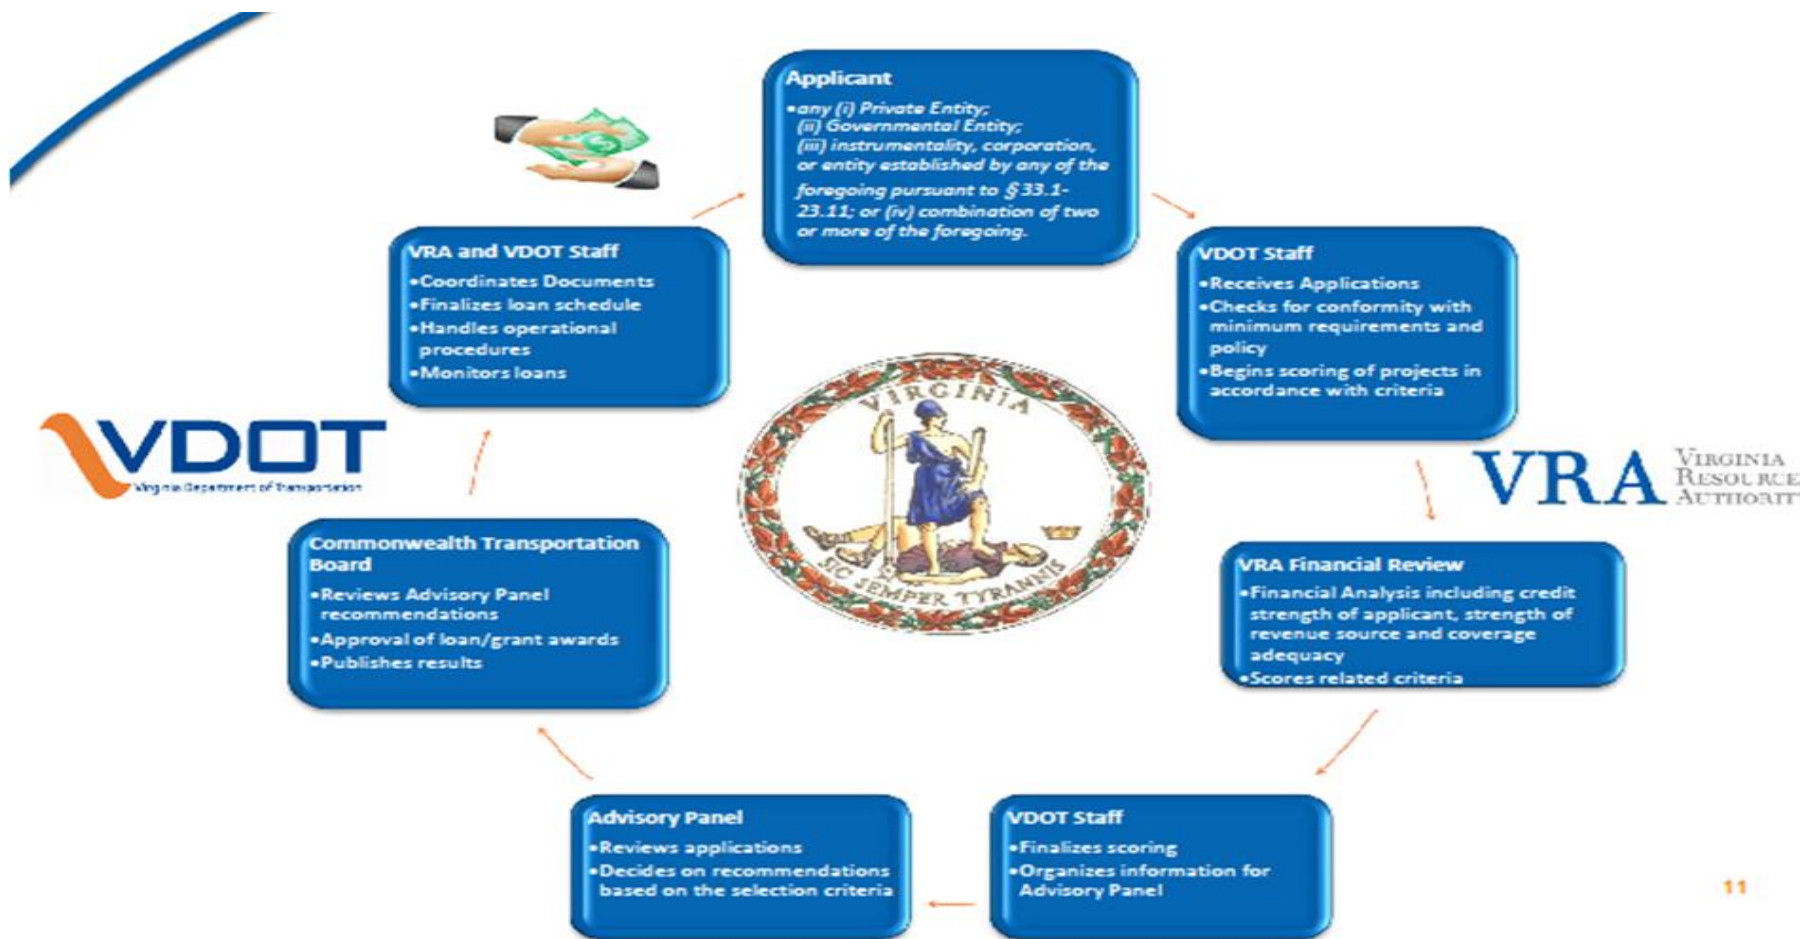 Applicant
•any (i) Private Entity;
(ii) Governmental Entity;
(iii) instrumentality, corporation,
or entity established by any of the
foregoing pursuant to §33.1-
23.11; or (iv) combination of two
or more of the foregoing.
VRA and VDOT Staff
•Coordinates Documents
•Finalizes loan schedule
•Handles operational
procedures
•Monitors loans
VDOT Staff
•Receives Applications
•Checks for conformity with
minimum requirements and
policy
•Begins scoring of projects in
accordance with criteria
VIRGINIA
SIC SEMPER TYRANNIS
VDOT
Virginia Department of Transportation
VRA
VIRGINIA
RESOURCE
AUTHORIT
Commonwealth Transportation
Board
•Reviews Advisory Panel
recommendations
•Approval of loan/grant awards
•Publishes results
VRA Financial Review
•Financial Analysis including credit
strength of applicant, strength of
revenue source and coverage
adequacy
•Scores related criteria
Advisory Panel
•Reviews applications
•Decides on recommendations
based on the selection criteria
VDOT Staff
•Finalizes scoring
•Organizes information for
Advisory Panel
11